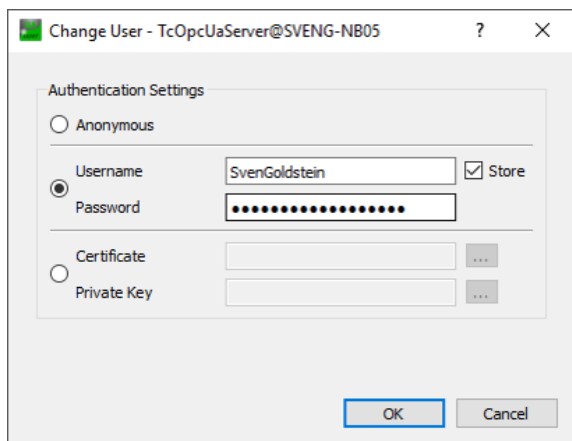 Change User - TcOpcUaServer@SVENG-NB05 ?
Authentication Settings
Anonymous
Username SvenGoldstein Store
Password ••••••••••••••••••
Certificate ...
Private Key ...
OK Cancel